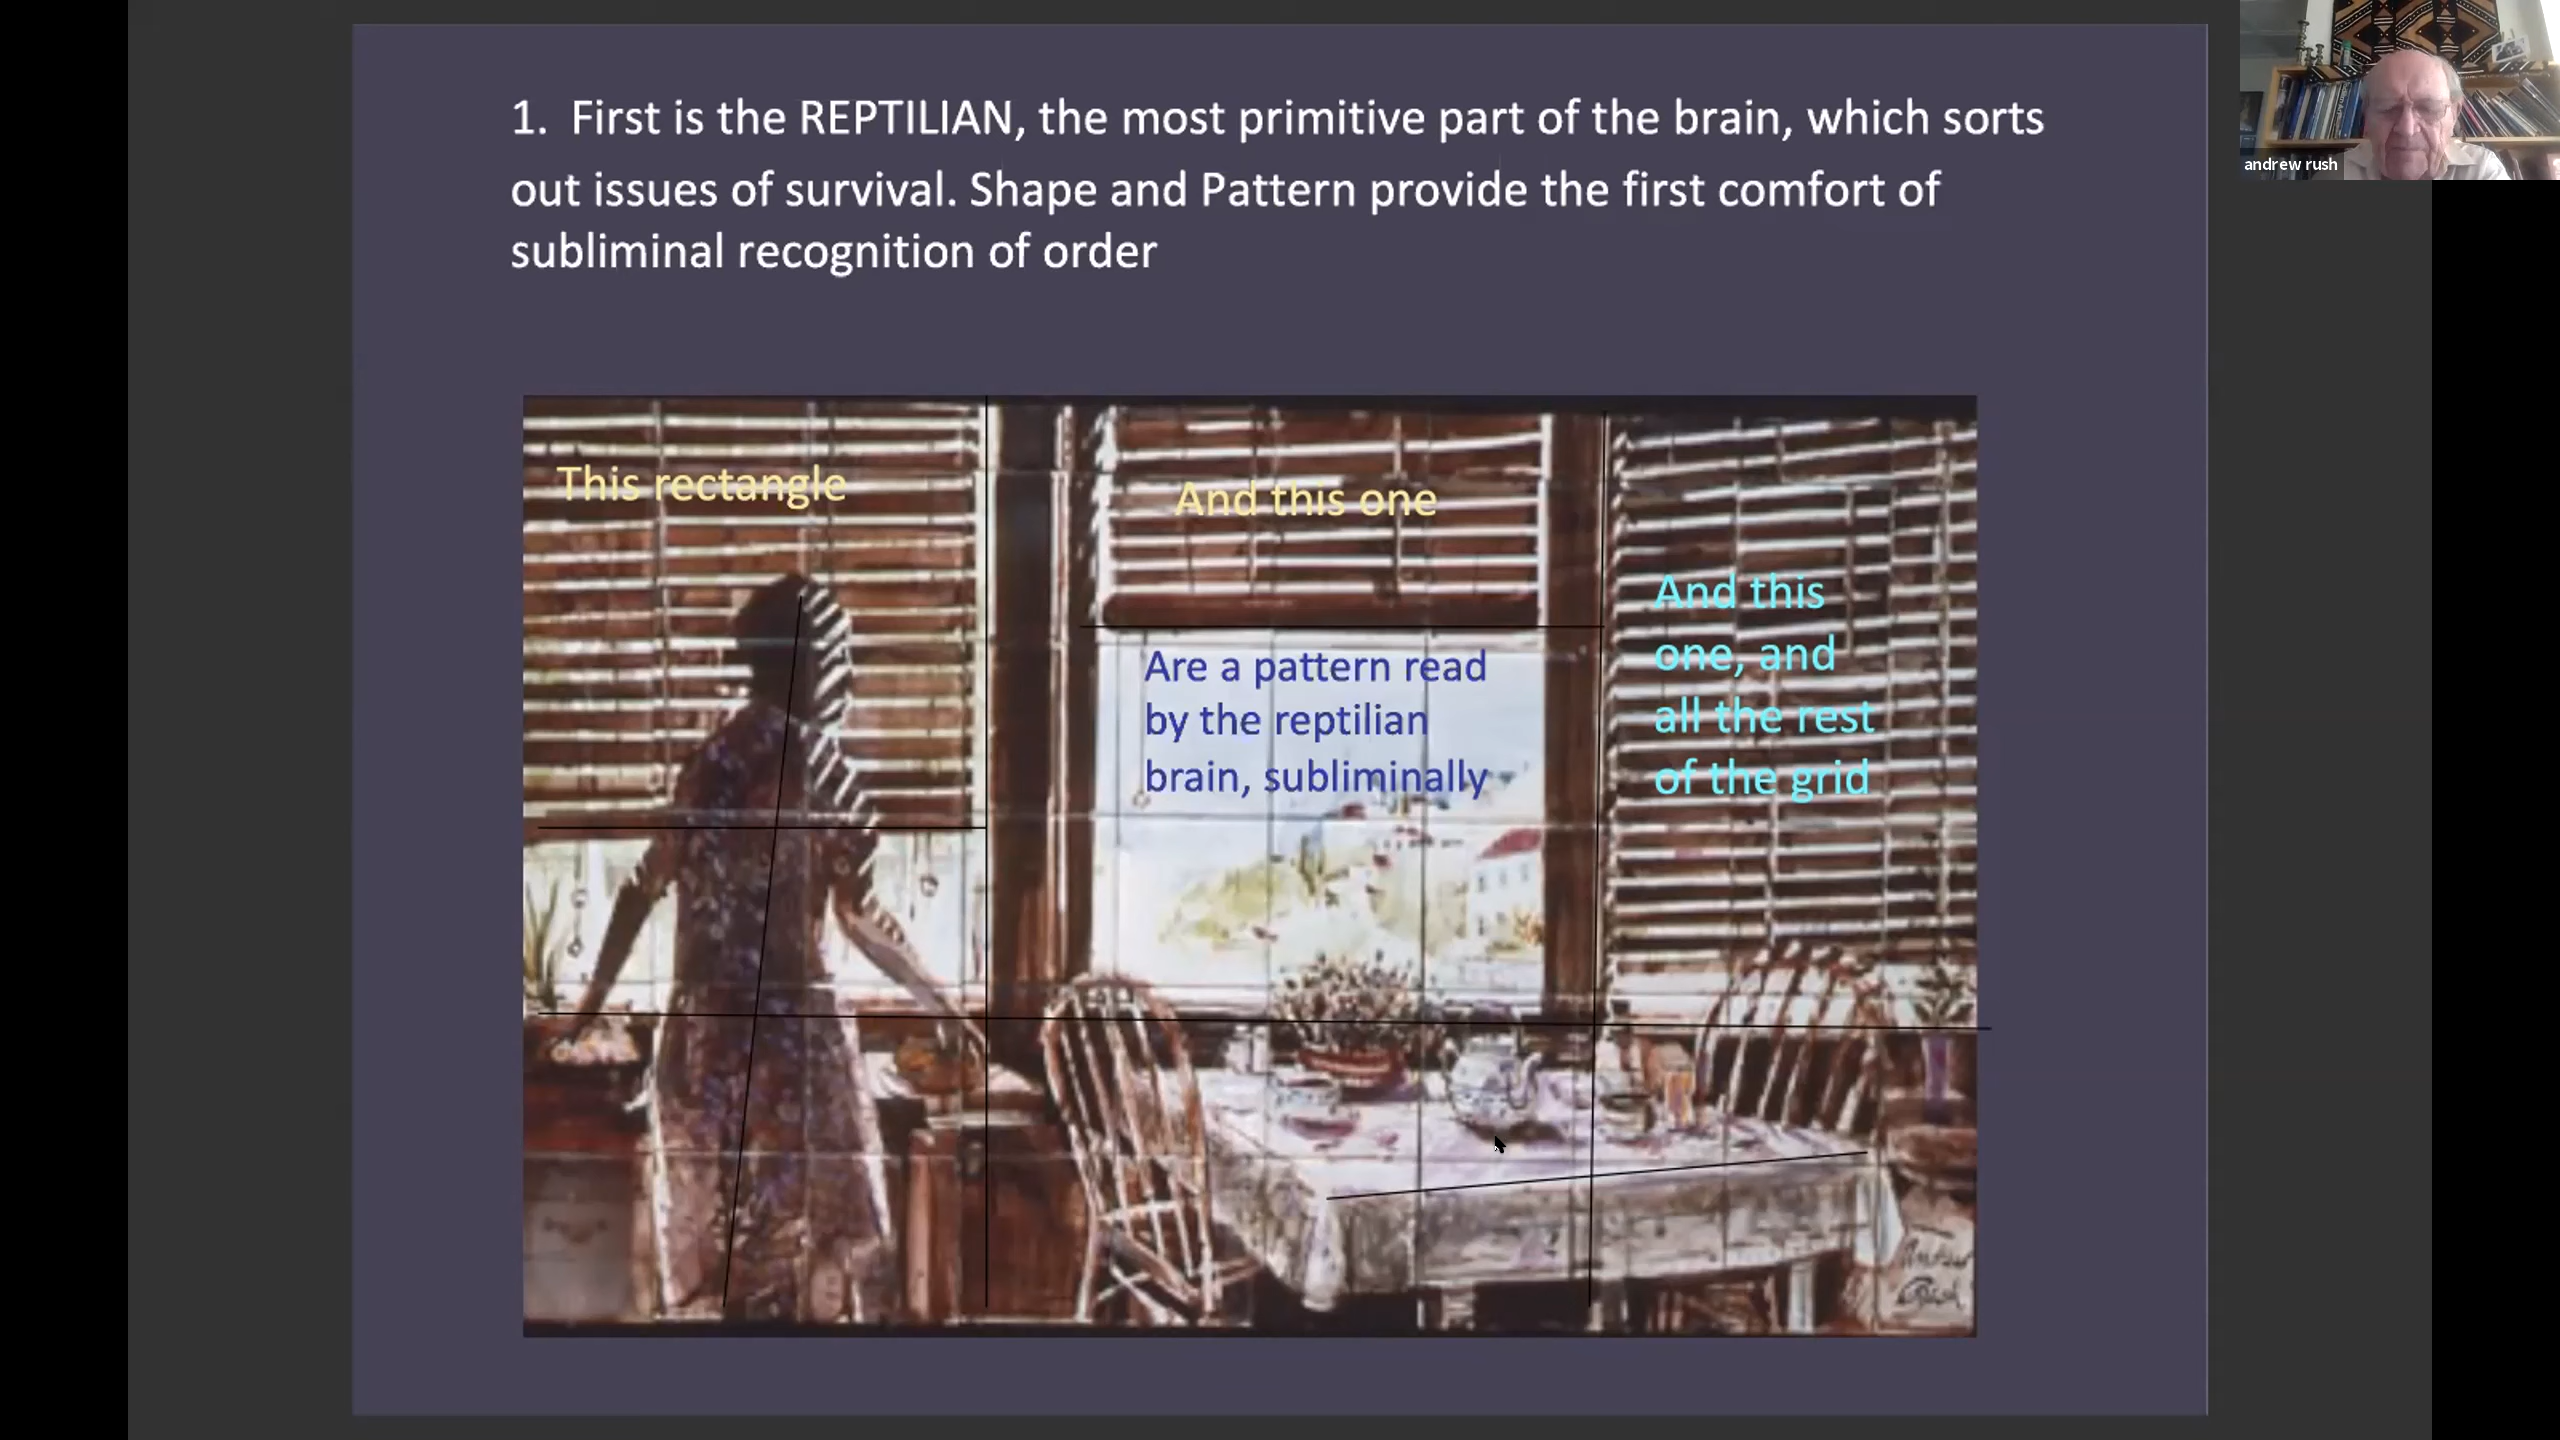 1. First is the REPTILIAN, the most primitive part of the brain, which sorts
out issues of survival. Shape and Pattern provide the first comfort of
subliminal recognition of order
andrew rush
This rectangle
And this one
And this
one, and
all the rest
of the grid
Are a pattern read
by the reptilian
brain, subliminally
Andrew
Rush